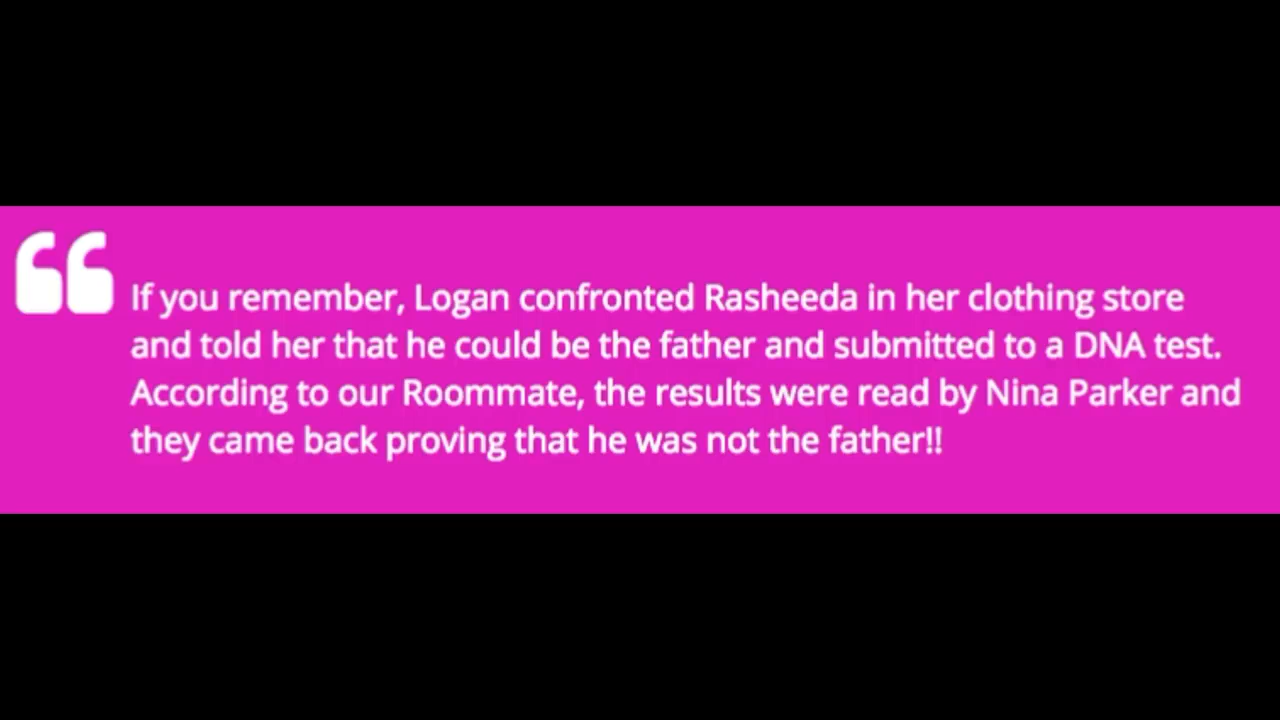 “
If you remember, Logan confronted Rasheeda in her clothing store
and told her that he could be the father and submitted to a DNA test.
According to our Roommate, the results were read by Nina Parker and
they came back proving that he was not the father!!